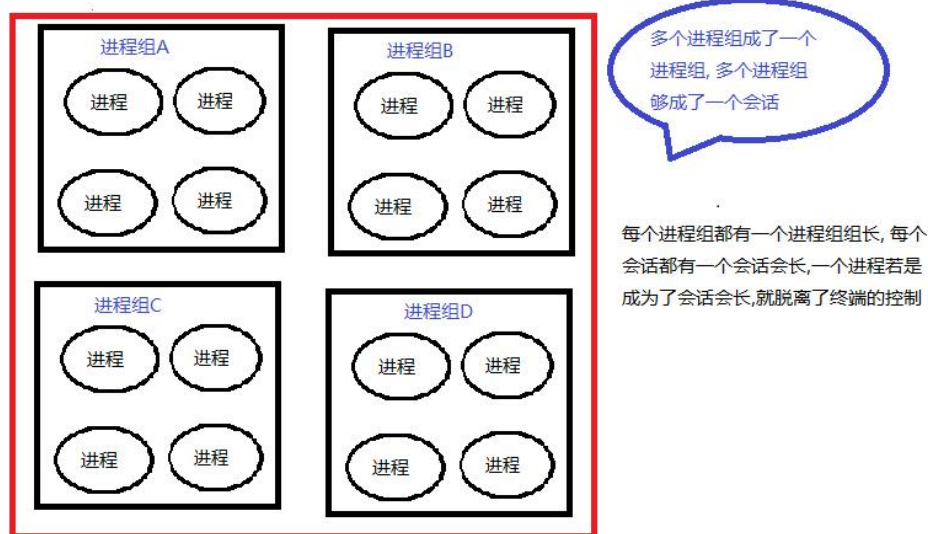 进程组A
进程
进程
进程
进程
进程组B
进程
进程
进程
进程
进程组C
进程
进程
进程
进程
进程组D
进程
进程
进程
进程
多个进程组成了一个
进程组, 多个进程组
够成了一个会话
每个进程组都有一个进程组组长, 每个
会话都有一个会话会长,一个进程若是
成为了会话会长,就脱离了终端的控制